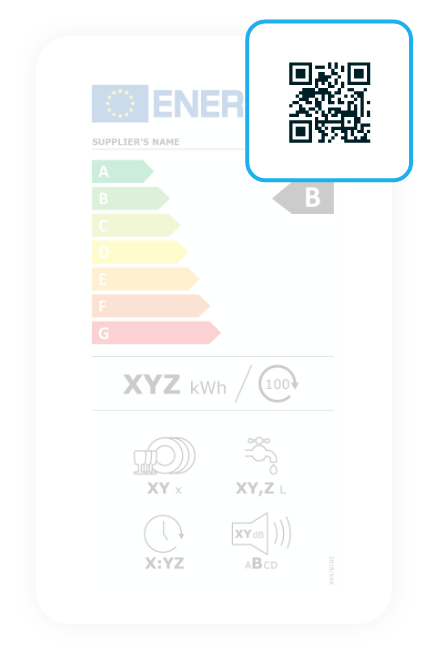 ENER
SUPPLIER'S NAME
A
B
B
C
D
E
F
G
XYZ kWh / 100
XY x
XY,Z L
X:YZ
XY dB
ABCD